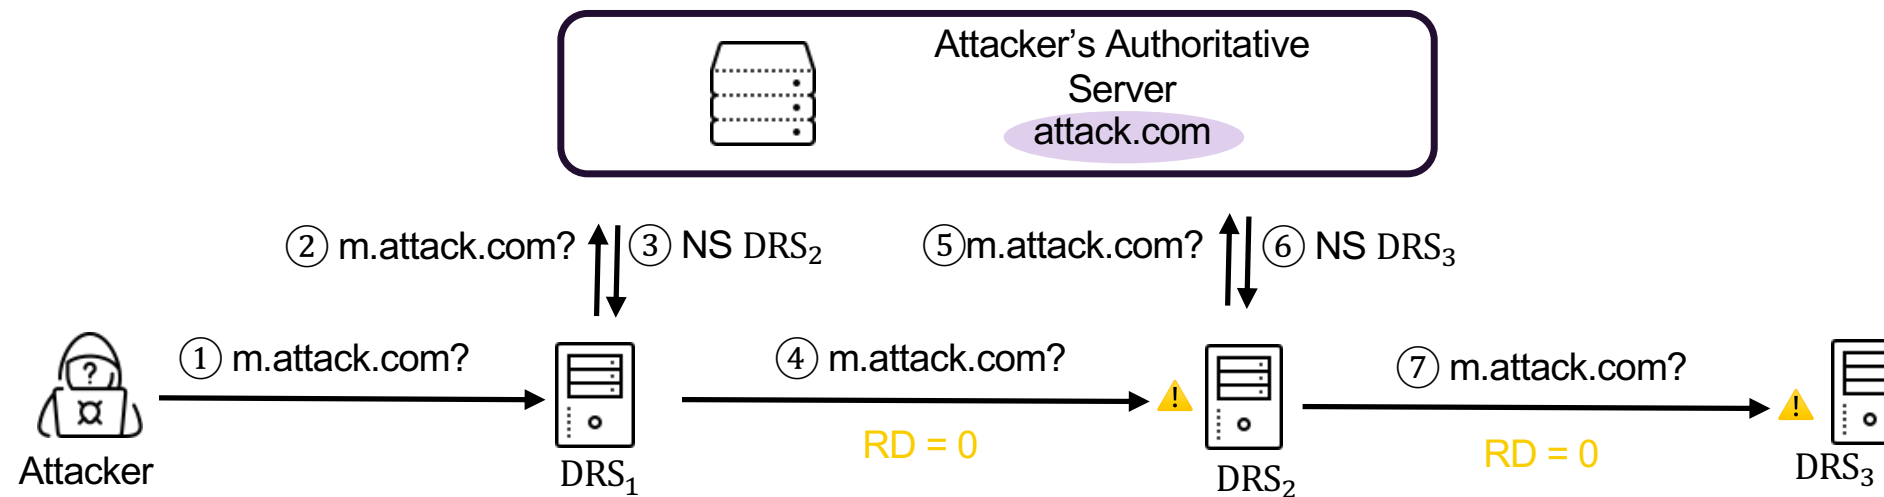 Attacker's Authoritative
Server
attack.com
② m.attack.com?
③ NS DRS₂
⑤m.attack.com?
⑥ NS DRS₃
① m.attack.com?
④ m.attack.com?
⑦ m.attack.com?
?
¤
!
!
RD = 0
RD = 0
Attacker
DRS₁
DRS₂
DRS₃